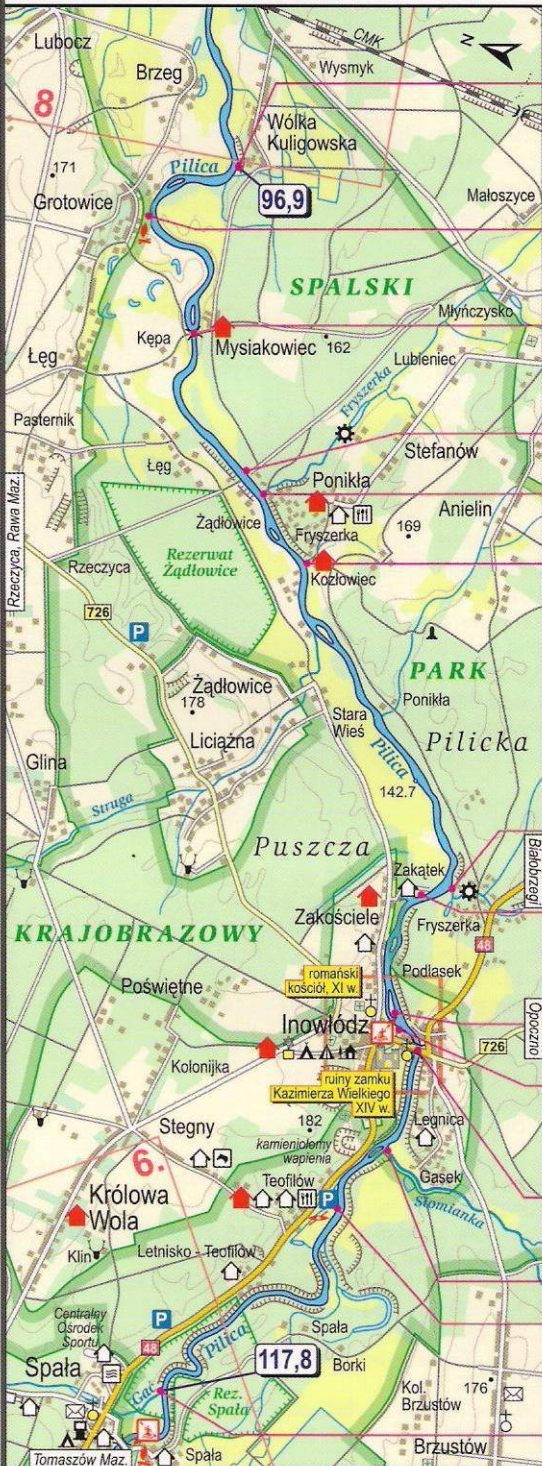 CMK
Lubocz
Brzeg
Wysmyk
N
8
Wólka
Kuligowska
171
Pilica
Grotowice
96,9
Małoszyce
SPALSKI
Młyńczysko
Kępa
Mysiakowiec
162
Łęg
Lubieniec
Fryszerka
Pasternik
Stefanów
Łęg
Ponikła
Anielin
Żądłowice
Fryszerka
169
Rezerwat
Żądłowice
Rzeczyca, Rawa Maz.
Rzeczyca
Kozłowiec
726
P
PARK
Żądłowice
178
Ponikła
Stara
Wieś
Liciążna
Pilica
Pilicka
Glina
Struga
142.7
Puszcza
Zakątek
Białobrzegi
KRAJOBRAZOWY
Zakościele
Fryszerka
48
romański
kościół, XI w.
Podlasek
Poświętne
Inowłódz
Opoczno
726
Kolonijka
ruiny zamku
Kazimierza Wielkiego
XIV w.
Stegny
182
Legnica
kamieniołomy
wapienia
6.
Gasek
Teofilów
Słomianka
Królowa
Wola
P
Klin
Letnisko - Teofilów
Centralny
Ośrodek
Sportu
P
48
Spała
Pilica
117,8
Borki
Spała
Gać
Rez.
Spała
Kol.
Brzustów
176
Tomaszów Maz.
Spała
Brzustów